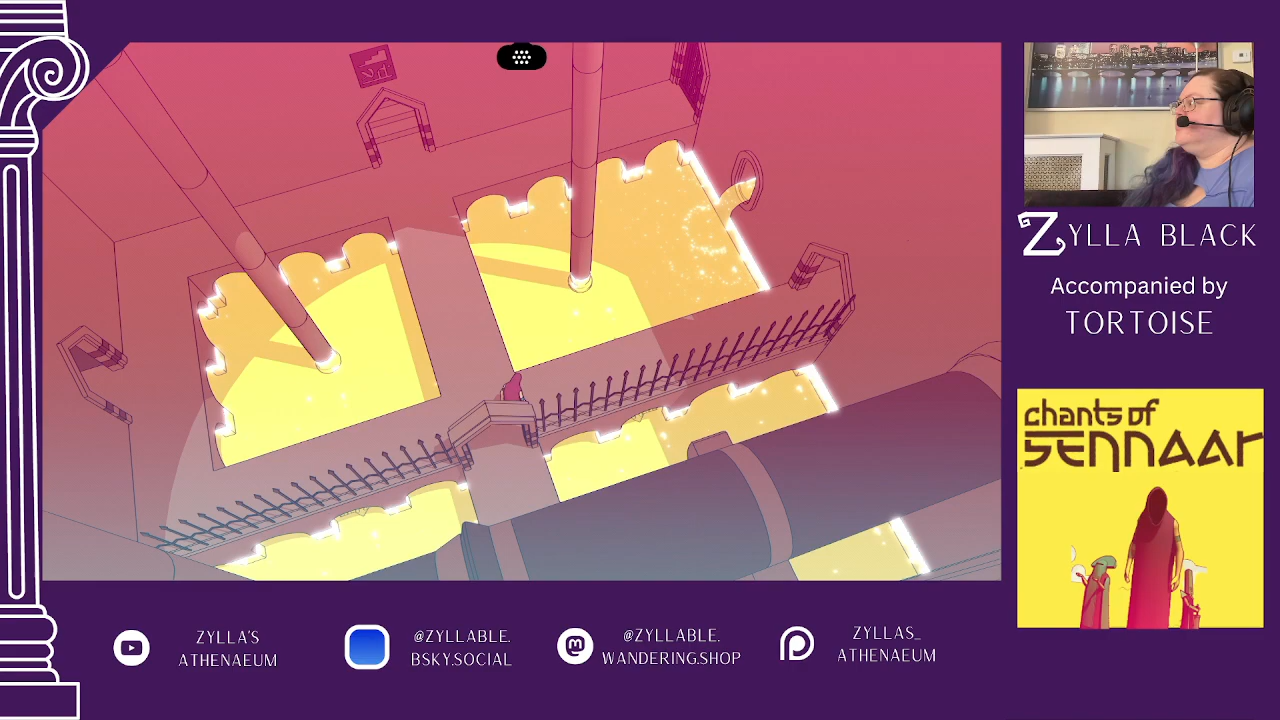 ZYLLA BLACK
Accompanied by
TORTOISE
chants of
SENNAAR
ZYLLA'S
ATHENAEUM
@ZYLLABLE.
BSKY.SOCIAL
@ZYLLABLE.
WANDERING.SHOP
ZYLLAS_
ATHENAEUM